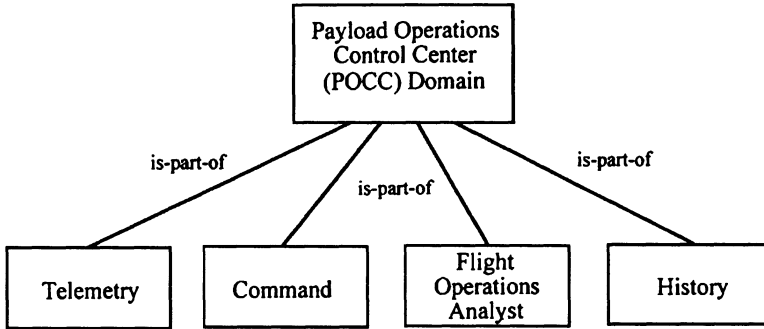 Payload Operations
Control Center
(POCC) Domain
is-part-of
is-part-of
is-part-of
Telemetry
Command
Flight
Operations
Analyst
History